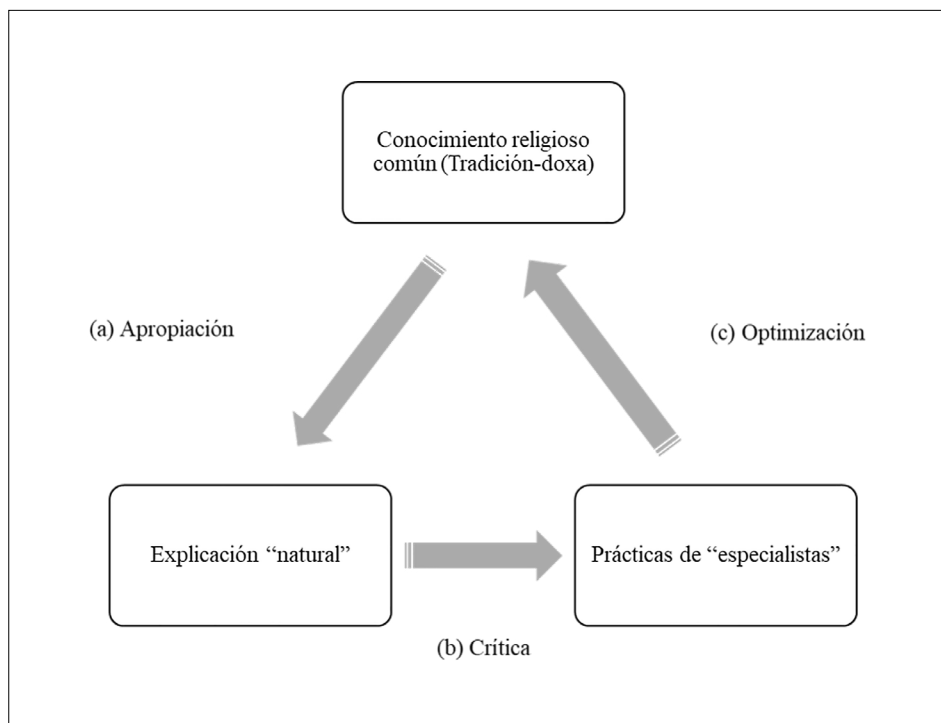 Conocimiento religioso
común (Tradición-doxa)
(a) Apropiación
(c) Optimización
Explicación “natural”
Prácticas de “especialistas”
(b) Crítica